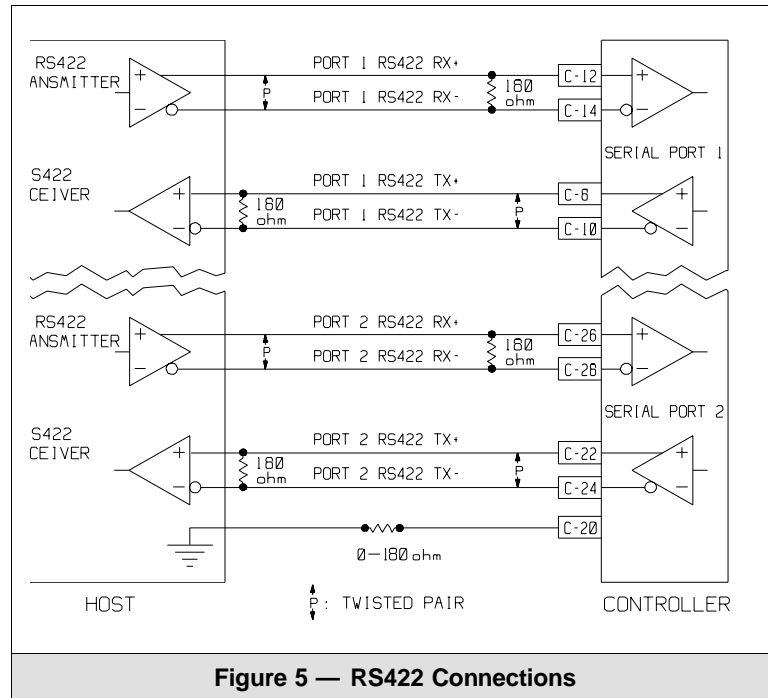 RS422
ANSMITTER
+
−
P
PORT 1 RS422 RX+
PORT 1 RS422 RX-
180
ohm
C-12
C-14
+
−
SERIAL PORT 1
S422
CEIVER
+
−
180
ohm
PORT 1 RS422 TX+
PORT 1 RS422 TX-
P
C-8
C-10
+
−
RS422
ANSMITTER
+
−
P
PORT 2 RS422 RX+
PORT 2 RS422 RX-
180
ohm
C-26
C-28
+
−
SERIAL PORT 2
S422
CEIVER
+
−
180
ohm
PORT 2 RS422 TX+
PORT 2 RS422 TX-
P
C-22
C-24
+
−
C-20
0–180 ohm
HOST
P : TWISTED PAIR
CONTROLLER
Figure 5 — RS422 Connections